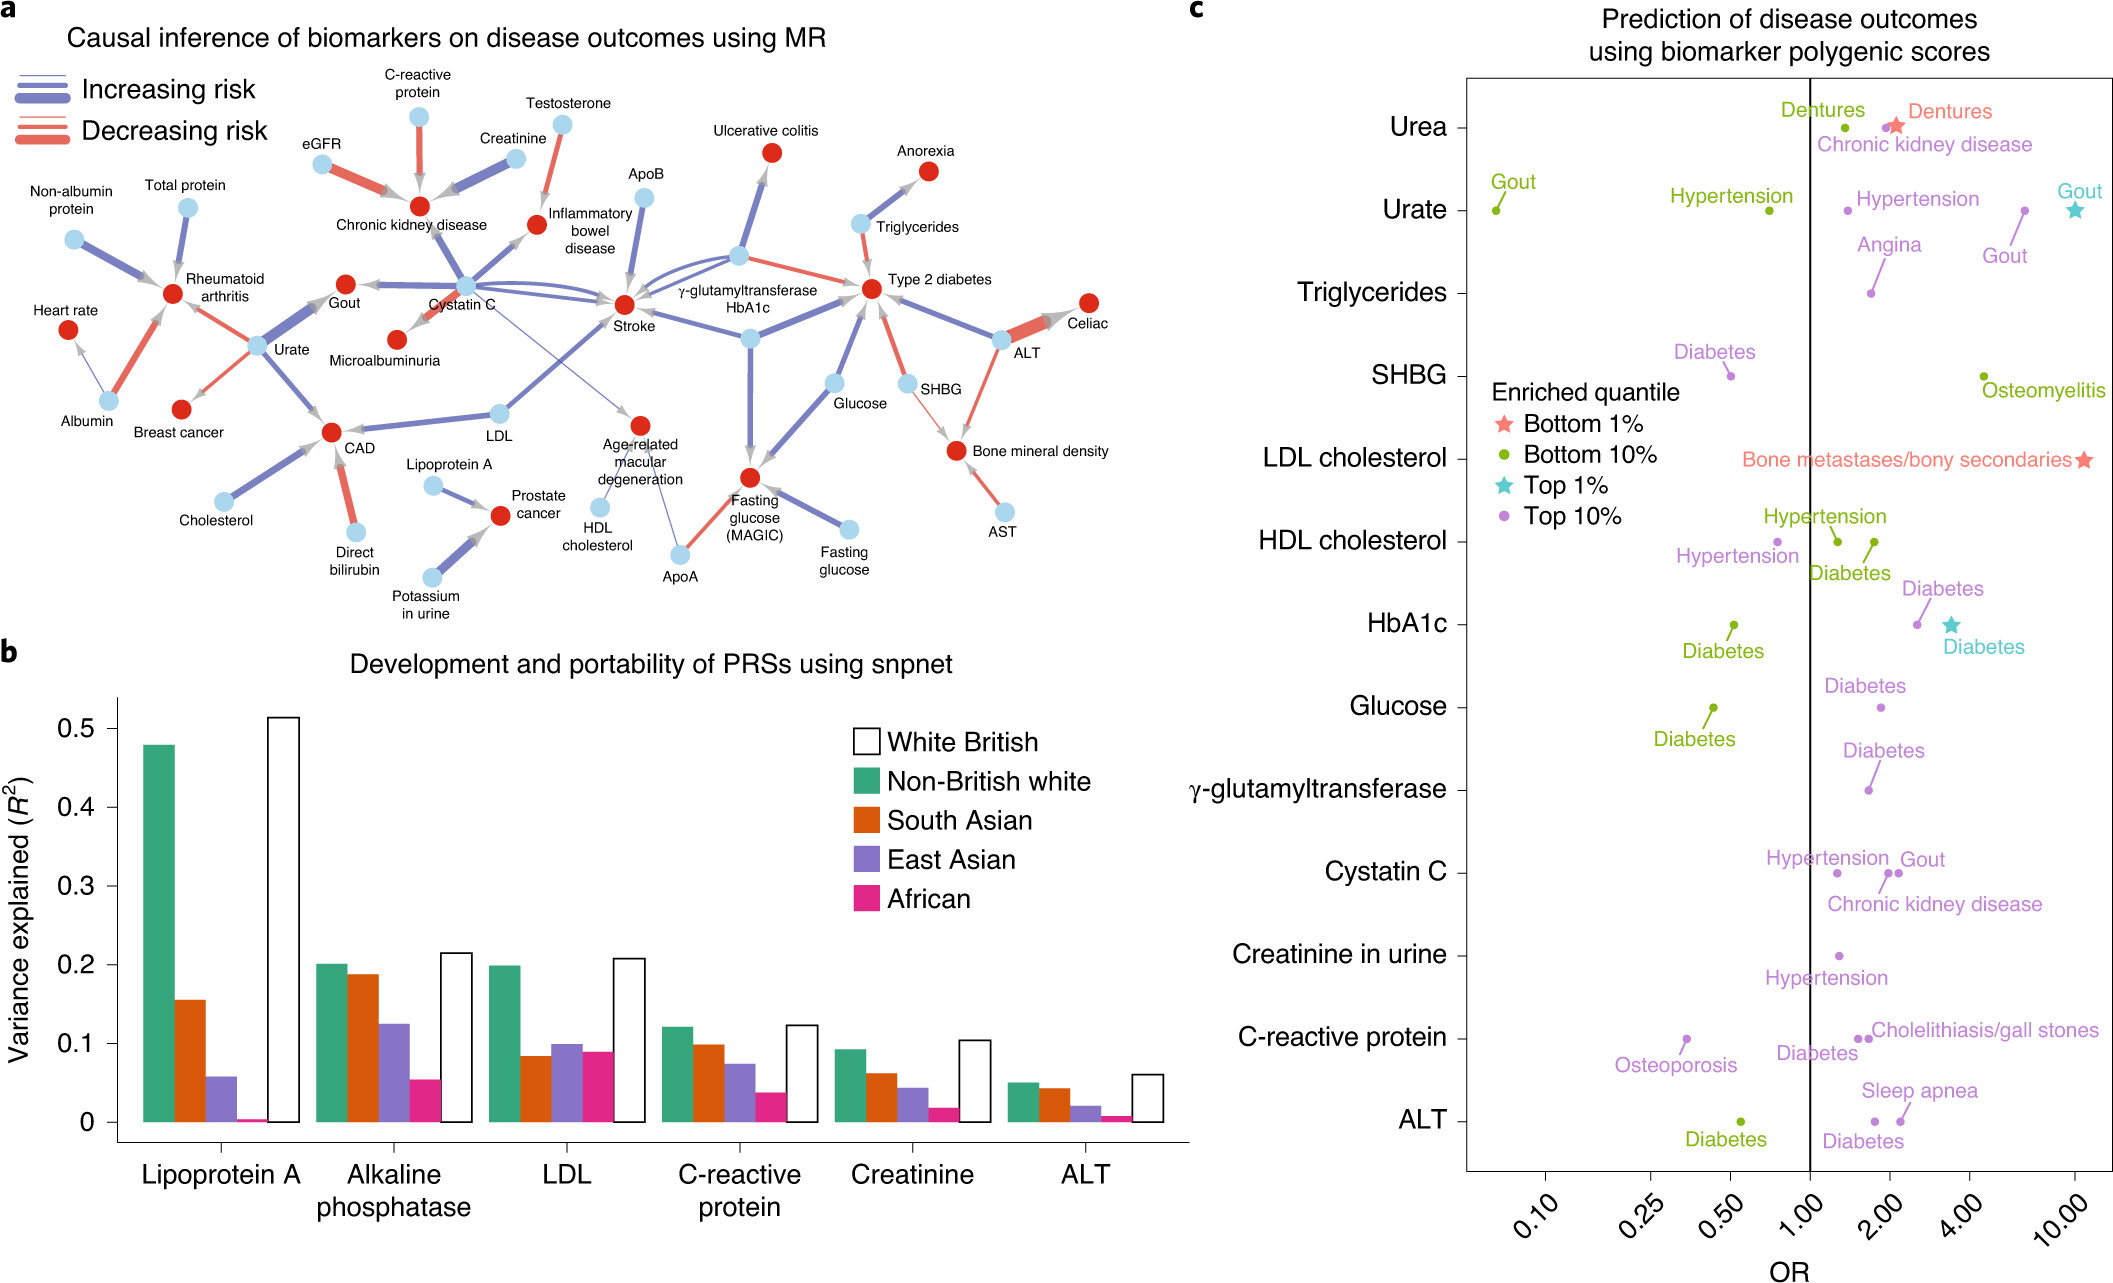 a
Causal inference of biomarkers on disease outcomes using MR
Increasing risk
Decreasing risk
C-reactive
protein
Testosterone
eGFR
Creatinine
Ulcerative colitis
Anorexia
Non-albumin
protein
Total protein
ApoB
Chronic kidney disease
Inflammatory
bowel
disease
Triglycerides
Rheumatoid
arthritis
Gout
Cystatin C
γ-glutamyltransferase
HbA1c
Type 2 diabetes
Heart rate
Stroke
Celiac
Urate
Microalbuminuria
ALT
Albumin
Breast cancer
Glucose
SHBG
CAD
LDL
Age-related
macular
degeneration
Bone mineral density
Lipoprotein A
Prostate
cancer
Cholesterol
HDL
cholesterol
Fasting
glucose
(MAGIC)
AST
Direct
bilirubin
Fasting
glucose
ApoA
Potassium
in urine
b
Development and portability of PRSs using snpnet
Variance explained (R²)
0.5
0.4
0.3
0.2
0.1
0
White British
Non-British white
South Asian
East Asian
African
Lipoprotein A
Alkaline
phosphatase
LDL
C-reactive
protein
Creatinine
ALT
c
Prediction of disease outcomes
using biomarker polygenic scores
Urea
Dentures
Dentures
Chronic kidney disease
Urate
Gout
Hypertension
Hypertension
Gout
Gout
Triglycerides
Angina
SHBG
Diabetes
Osteomyelitis
Enriched quantile
Bottom 1%
Bottom 10%
Top 1%
Top 10%
LDL cholesterol
Bone metastases/bony secondaries
HDL cholesterol
Hypertension
Hypertension
Diabetes
HbA1c
Diabetes
Diabetes
Diabetes
Glucose
Diabetes
Diabetes
γ-glutamyltransferase
Diabetes
Cystatin C
Hypertension
Gout
Chronic kidney disease
Creatinine in urine
Hypertension
C-reactive protein
Osteoporosis
Diabetes
Cholelithiasis/gall stones
ALT
Diabetes
Sleep apnea
Diabetes
0.10
0.25
0.50
1.00
2.00
4.00
10.00
OR